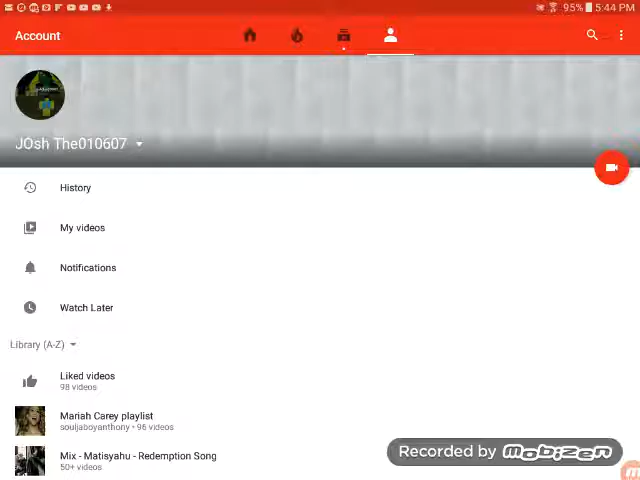 95% 5:44 PM
Account
JOsh The010607
History
My videos
Notifications
Watch Later
Library (A-Z)
Liked videos
98 videos
Mariah Carey playlist
souljaboyanthony • 96 videos
Mix - Matisyahu - Redemption Song
50+ videos
Recorded by mobizen